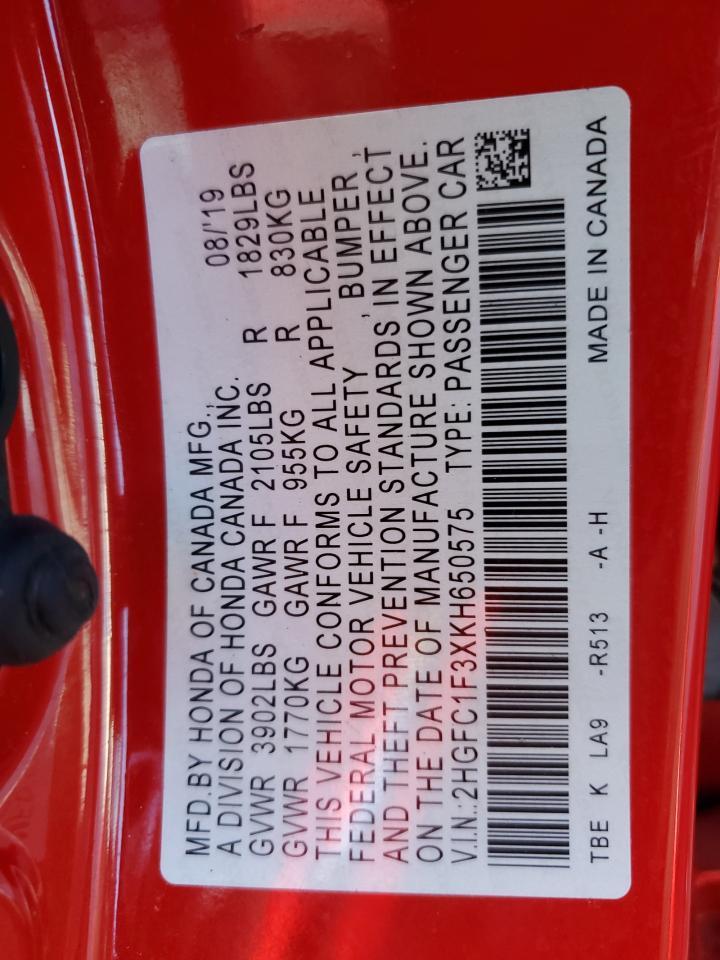 MFD.BY HONDA OF CANADA MFG., 08/'19
A DIVISION OF HONDA CANADA INC.
GVWR 3902LBS GAWR F 2105LBS R 1829LBS
GVWR 1770KG GAWR F 955KG R 830KG
THIS VEHICLE CONFORMS TO ALL APPLICABLE
FEDERAL MOTOR VEHICLE SAFETY , BUMPER ,
AND THEFT PREVENTION STANDARDS IN EFFECT
ON THE DATE OF MANUFACTURE SHOWN ABOVE.
V.I.N.:2HGFC1F3XKH650575 TYPE: PASSENGER CAR
TBE K LA9 -R513 -A -H MADE IN CANADA